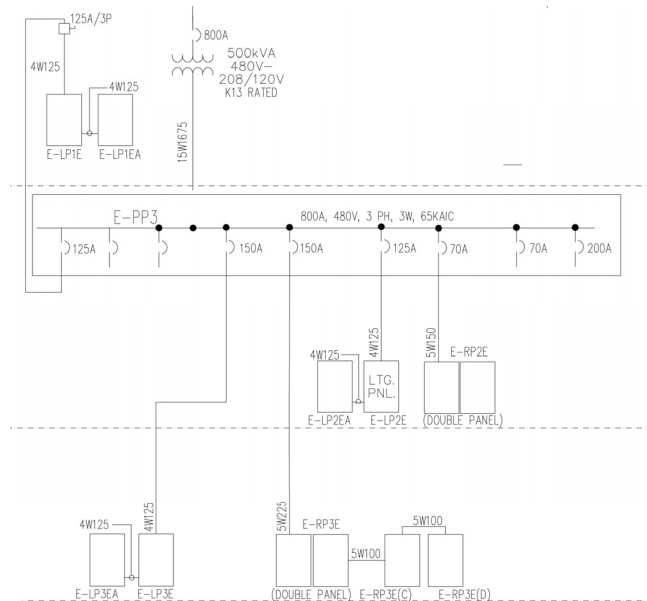 125A/3P
800A
500kVA
480V-
208/120V
K13 RATED
4W125
4W125
15W1675
E-LP1E
E-LP1EA
E-PP3
800A, 480V, 3 PH, 3W, 65KAIC
125A
150A
150A
125A
70A
70A
200A
4W125
4W125
5W150
E-RP2E
LTG.
PNL.
E-LP2EA
E-LP2E
(DOUBLE PANEL)
4W125
4W125
5W225
E-RP3E
5W100
5W100
E-LP3EA
E-LP3E
(DOUBLE PANEL)
E-RP3E(C)
E-RP3E(D)